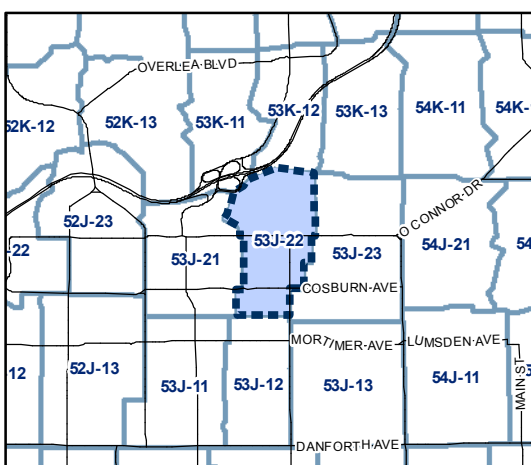 OVERLEA BLVD
52K-12
52K-13
53K-11
53K-12
53K-13
54K-11
54K-1
52J-23
O CONNOR DR
-22
53J-21
53J-22
53J-23
54J-21
54
COSBURN AVE
MORTIMER AVE
LUMSDEN AVE
12
52J-13
53J-11
53J-12
53J-13
54J-11
MAIN ST
DANFORTH AVE